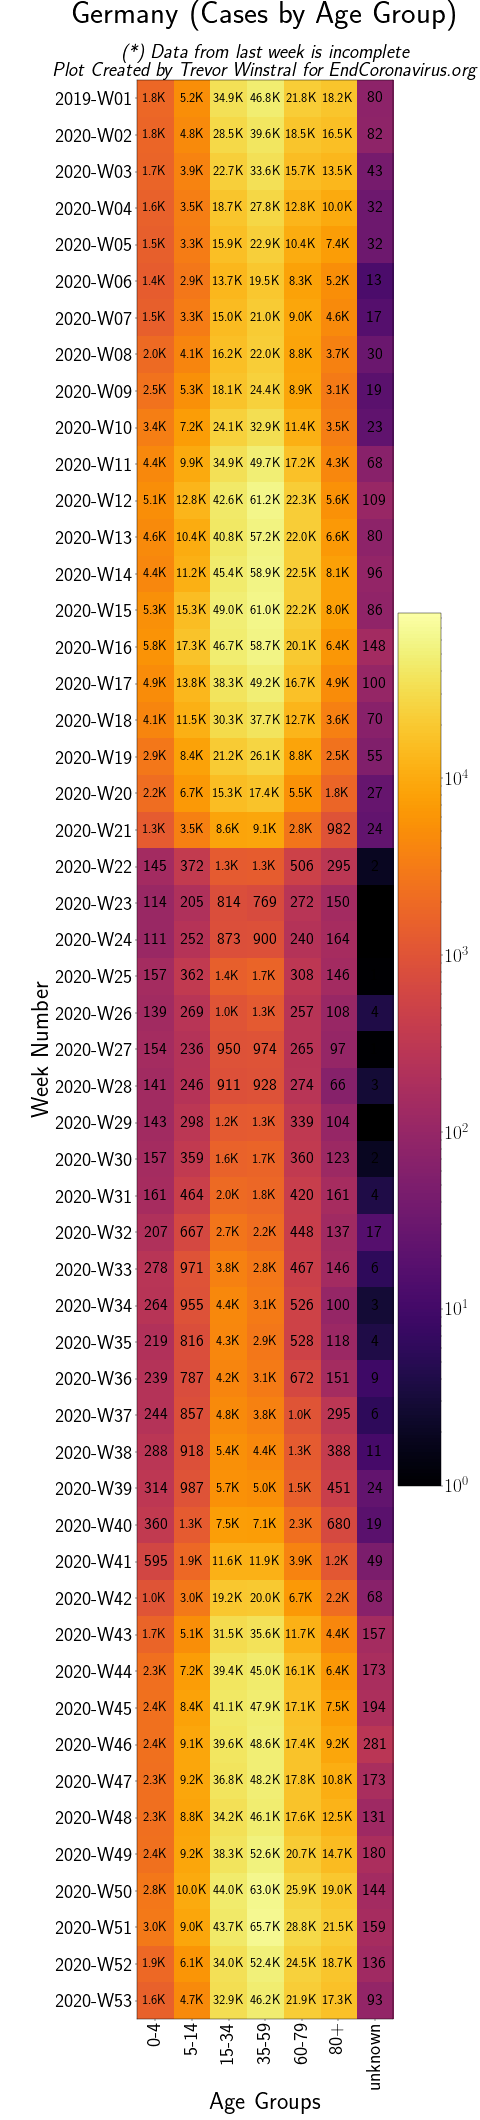 Germany (Cases by Age Group)
(*) Data from last week is incomplete
Plot Created by Trevor Winstral for EndCoronavirus.org
2019-W01 1.8K 5.2K 34.9K 46.8K 21.8K 18.2K 80
2020-W02 1.8K 4.8K 28.5K 39.6K 18.5K 16.5K 82
2020-W03 1.7K 3.9K 22.7K 33.6K 15.7K 13.5K 43
2020-W04 1.6K 3.5K 18.7K 27.8K 12.8K 10.0K 32
2020-W05 1.5K 3.3K 15.9K 22.9K 10.4K 7.4K 32
2020-W06 1.4K 2.9K 13.7K 19.5K 8.3K 5.2K 13
2020-W07 1.5K 3.3K 15.0K 21.0K 9.0K 4.6K 17
2020-W08 2.0K 4.1K 16.2K 22.0K 8.8K 3.7K 30
2020-W09 2.5K 5.3K 18.1K 24.4K 8.9K 3.1K 19
2020-W10 3.4K 7.2K 24.1K 32.9K 11.4K 3.5K 23
2020-W11 4.4K 9.9K 34.9K 49.7K 17.2K 4.3K 68
2020-W12 5.1K 12.8K 42.6K 61.2K 22.3K 5.6K 109
2020-W13 4.6K 10.4K 40.8K 57.2K 22.0K 6.6K 80
2020-W14 4.4K 11.2K 45.4K 58.9K 22.5K 8.1K 96
2020-W15 5.3K 15.3K 49.0K 61.0K 22.2K 8.0K 86
2020-W16 5.8K 17.3K 46.7K 58.7K 20.1K 6.4K 148
2020-W17 4.9K 13.8K 38.3K 49.2K 16.7K 4.9K 100
2020-W18 4.1K 11.5K 30.3K 37.7K 12.7K 3.6K 70
2020-W19 2.9K 8.4K 21.2K 26.1K 8.8K 2.5K 55
2020-W20 2.2K 6.7K 15.3K 17.4K 5.5K 1.8K 27
2020-W21 1.3K 3.5K 8.6K 9.1K 2.8K 982 24
2020-W22 145 372 1.3K 1.3K 506 295 2
2020-W23 114 205 814 769 272 150
2020-W24 111 252 873 900 240 164
2020-W25 157 362 1.4K 1.7K 308 146
2020-W26 139 269 1.0K 1.3K 257 108 4
2020-W27 154 236 950 974 265 97
2020-W28 141 246 911 928 274 66 3
2020-W29 143 298 1.2K 1.3K 339 104
2020-W30 157 359 1.6K 1.7K 360 123 2
2020-W31 161 464 2.0K 1.8K 420 161 4
2020-W32 207 667 2.7K 2.2K 448 137 17
2020-W33 278 971 3.8K 2.8K 467 146 6
2020-W34 264 955 4.4K 3.1K 526 100 3
2020-W35 219 816 4.3K 2.9K 528 118 4
2020-W36 239 787 4.2K 3.1K 672 151 9
2020-W37 244 857 4.8K 3.8K 1.0K 295 6
2020-W38 288 918 5.4K 4.4K 1.3K 388 11
2020-W39 314 987 5.7K 5.0K 1.5K 451 24
2020-W40 360 1.3K 7.5K 7.1K 2.3K 680 19
2020-W41 595 1.9K 11.6K 11.9K 3.9K 1.2K 49
2020-W42 1.0K 3.0K 19.2K 20.0K 6.7K 2.2K 68
2020-W43 1.7K 5.1K 31.5K 35.6K 11.7K 4.4K 157
2020-W44 2.3K 7.2K 39.4K 45.0K 16.1K 6.4K 173
2020-W45 2.4K 8.4K 41.1K 47.9K 17.1K 7.5K 194
2020-W46 2.4K 9.1K 39.6K 48.6K 17.4K 9.2K 281
2020-W47 2.3K 9.2K 36.8K 48.2K 17.8K 10.8K 173
2020-W48 2.3K 8.8K 34.2K 46.1K 17.6K 12.5K 131
2020-W49 2.4K 9.2K 38.3K 52.6K 20.7K 14.7K 180
2020-W50 2.8K 10.0K 44.0K 63.0K 25.9K 19.0K 144
2020-W51 3.0K 9.0K 43.7K 65.7K 28.8K 21.5K 159
2020-W52 1.9K 6.1K 34.0K 52.4K 24.5K 18.7K 136
2020-W53 1.6K 4.7K 32.9K 46.2K 21.9K 17.3K 93
0-4 5-14 15-34 35-59 60-79 80+ unknown
Age Groups
Week Number
10⁴
10³
10²
10¹
10⁰